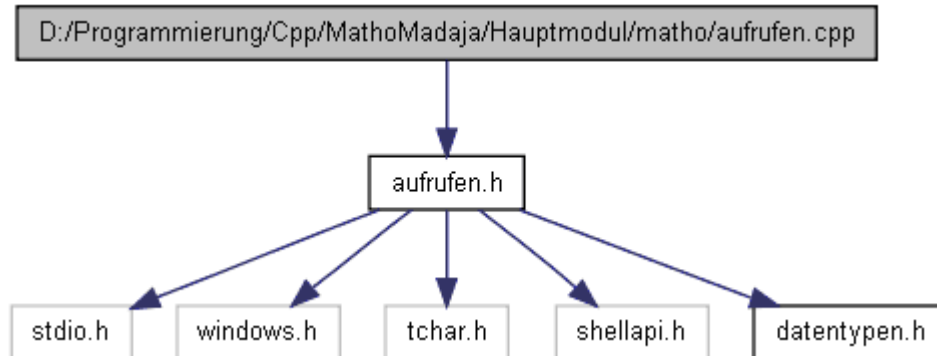 D:/Programmierung/Cpp/MathoMadaja/Hauptmodul/matho/aufrufen.cpp
aufrufen.h
stdio.h
windows.h
tchar.h
shellapi.h
datentypen.h